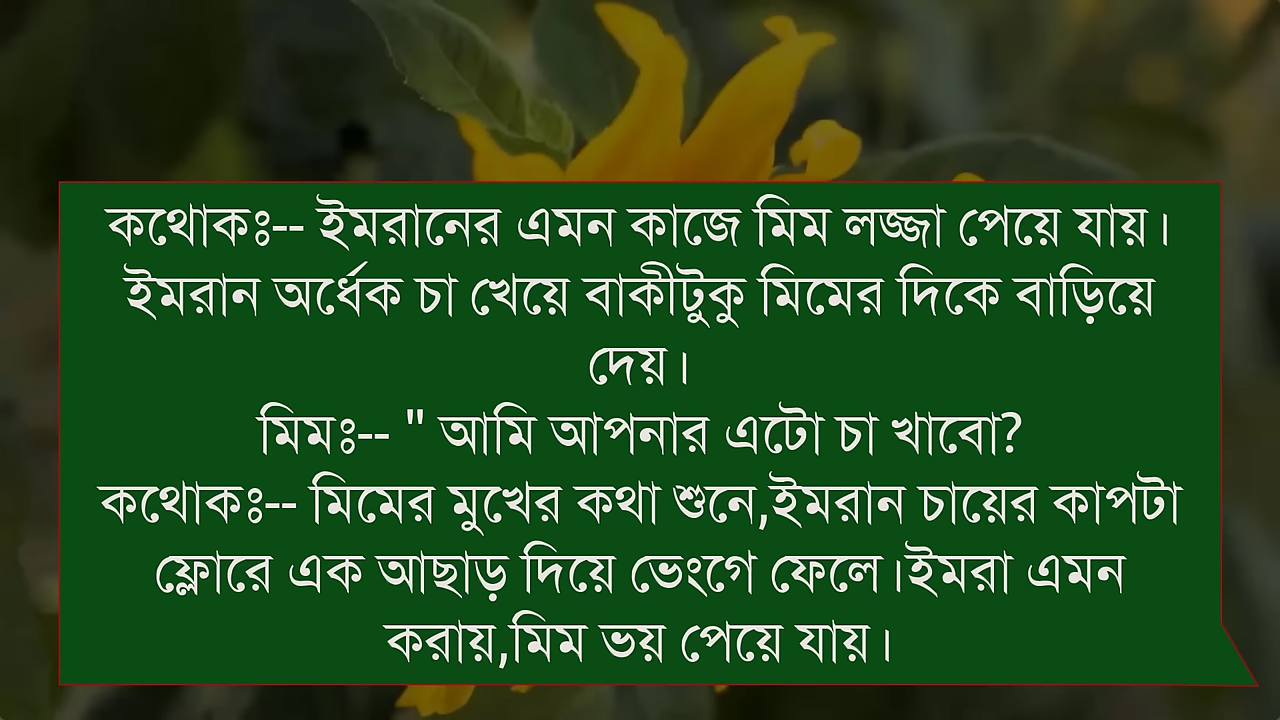 কথোকঃ-- ইমরানের এমন কাজে মিম লজ্জা পেয়ে যায়।
ইমরান অর্ধেক চা খেয়ে বাকীটুকু মিমের দিকে বাড়িয়ে
দেয়।
মিমঃ-- " আমি আপনার এটো চা খাবো?
কথোকঃ-- মিমের মুখের কথা শুনে,ইমরান চায়ের কাপটা
ফ্লোরে এক আছাড় দিয়ে ভেংগে ফেলে।ইমরা এমন
করায়,মিম ভয় পেয়ে যায়।